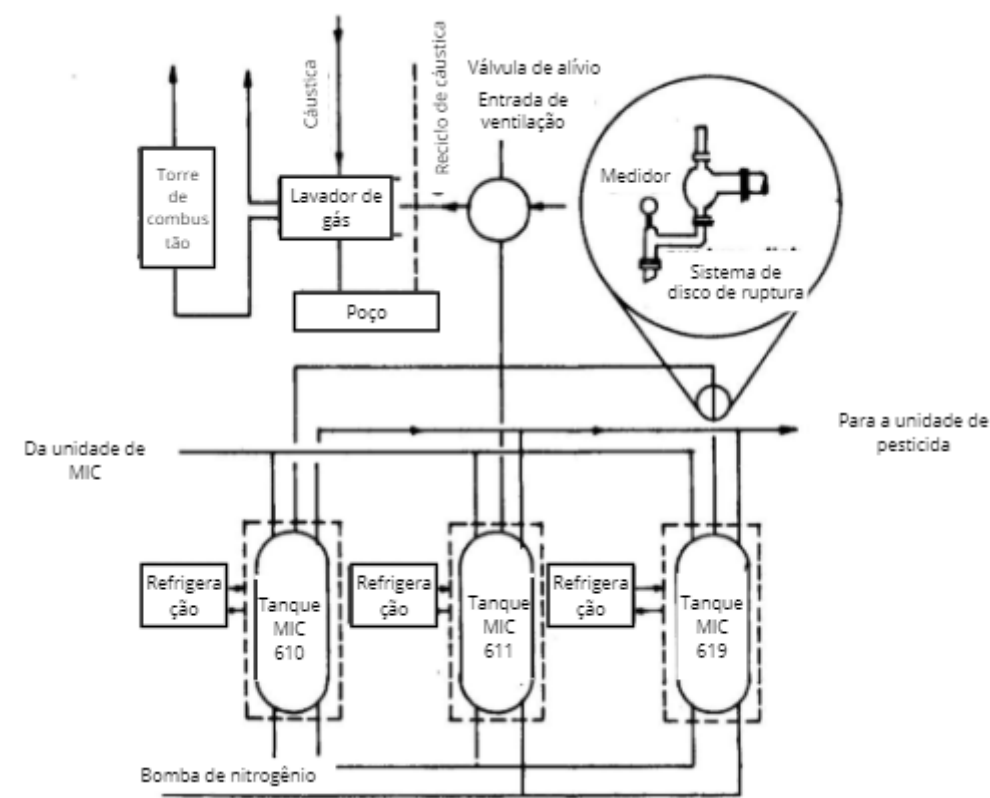 Válvula de alívio
Entrada de
ventilação
Cáustica
Reciclo de cáustica
Torre
de
combus
tão
Lavador de
gás
Poço
Medidor
Sistema de
disco de ruptura
Para a unidade de
pesticida
Da unidade de
MIC
Refrigera
ção
Tanque
MIC
610
Refrigera
ção
Tanque
MIC
611
Refrigera
ção
Tanque
MIC
619
Bomba de nitrogênio